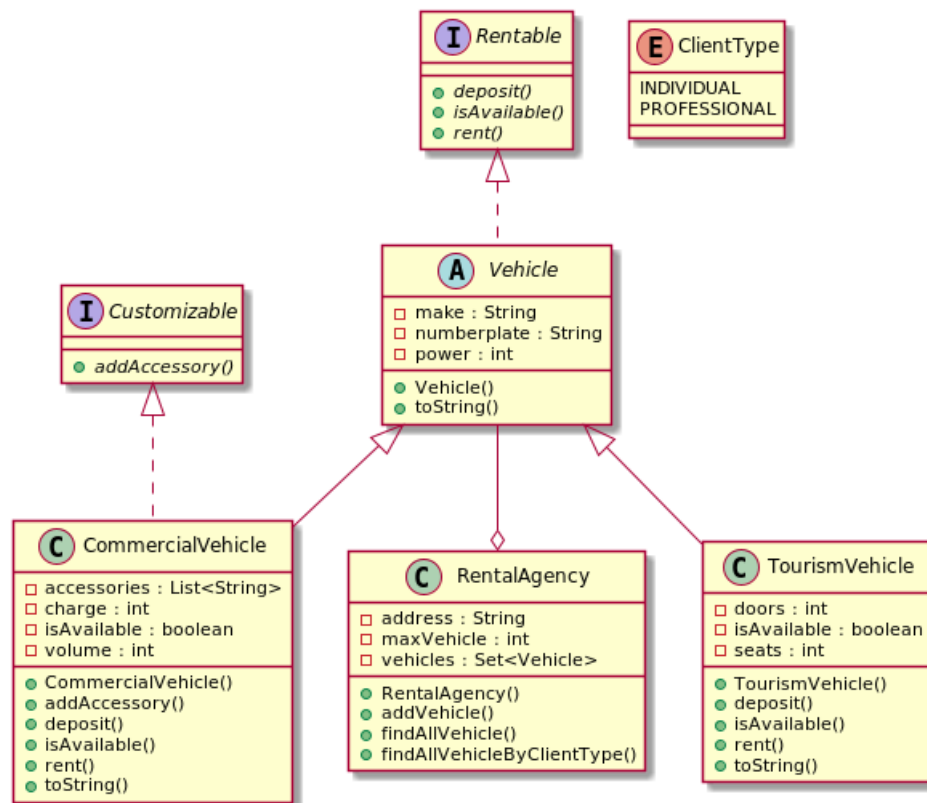 I Rentable
deposit()
isAvailable()
rent()
E ClientType
INDIVIDUAL
PROFESSIONAL
I Customizable
addAccessory()
A Vehicle
make : String
numberplate : String
power : int
Vehicle()
toString()
C CommercialVehicle
accessories : List<String>
charge : int
isAvailable : boolean
volume : int
CommercialVehicle()
addAccessory()
deposit()
isAvailable()
rent()
toString()
C RentalAgency
address : String
maxVehicle : int
vehicles : Set<Vehicle>
RentalAgency()
addVehicle()
findAllVehicle()
findAllVehicleByClientType()
C TourismVehicle
doors : int
isAvailable : boolean
seats : int
TourismVehicle()
deposit()
isAvailable()
rent()
toString()